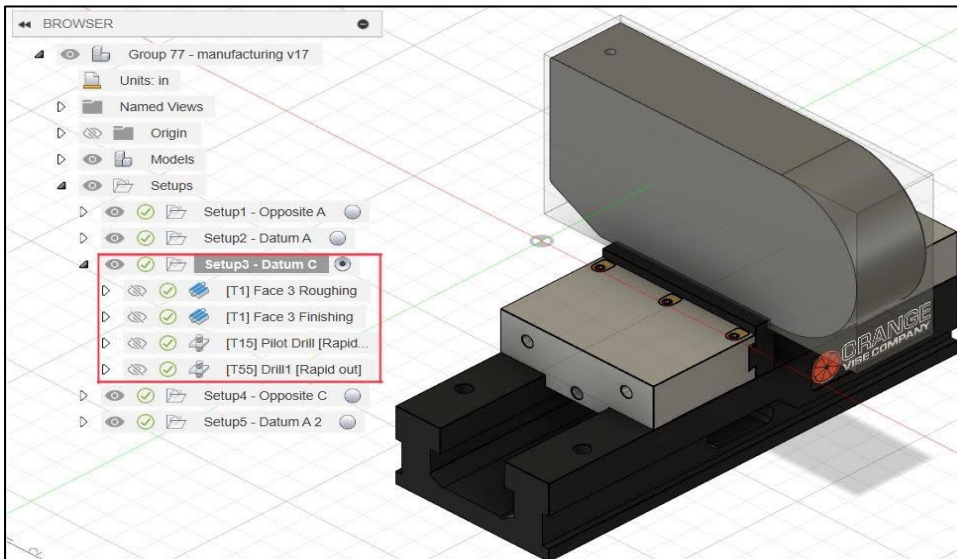 BROWSER
Group 77 - manufacturing v17
Units: in
Named Views
Origin
Models
Setups
Setup1 - Opposite A
Setup2 - Datum A
Setup3 - Datum C
[T1] Face 3 Roughing
[T1] Face 3 Finishing
[T15] Pilot Drill [Rapid...
[T55] Drill1 [Rapid out]
Setup4 - Opposite C
Setup5 - Datum A 2
ORANGE
VISE COMPANY